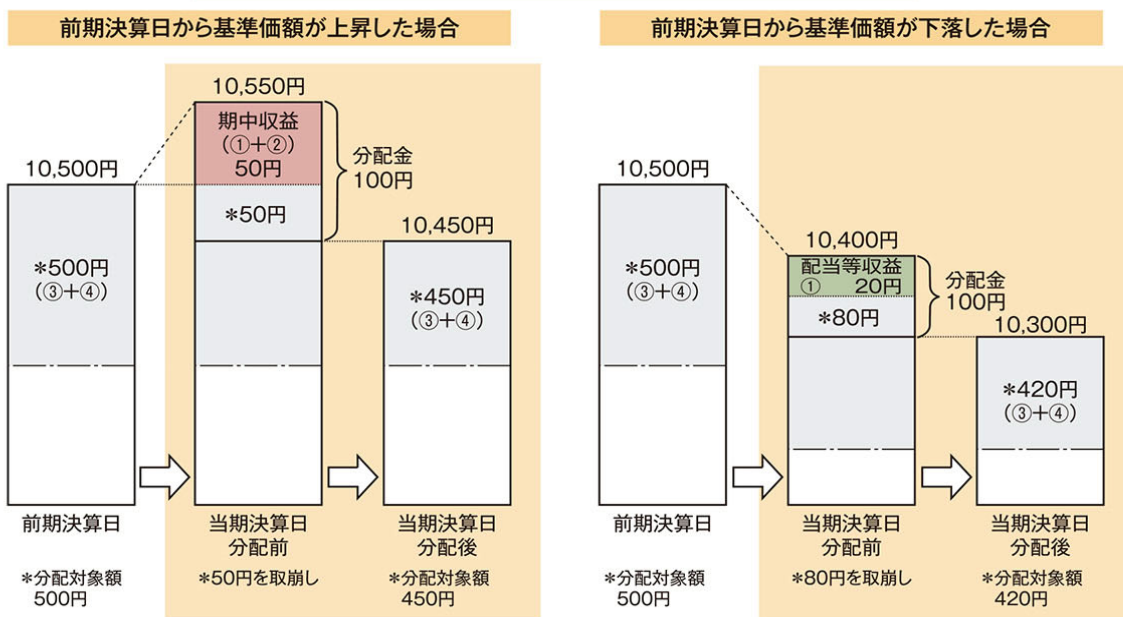 前期決算日から基準価額が上昇した場合
10,500円
*500円
(③+④)
前期決算日
*分配対象額
500円
10,550円
期中収益
(①+②)
50円
*50円
分配金
100円
当期決算日
分配前
*50円を取崩し
10,450円
*450円
(③+④)
当期決算日
分配後
*分配対象額
450円
前期決算日から基準価額が下落した場合
10,500円
*500円
(③+④)
前期決算日
*分配対象額
500円
10,400円
配当等収益
① 20円
*80円
分配金
100円
当期決算日
分配前
*80円を取崩し
10,300円
*420円
(③+④)
当期決算日
分配後
*分配対象額
420円